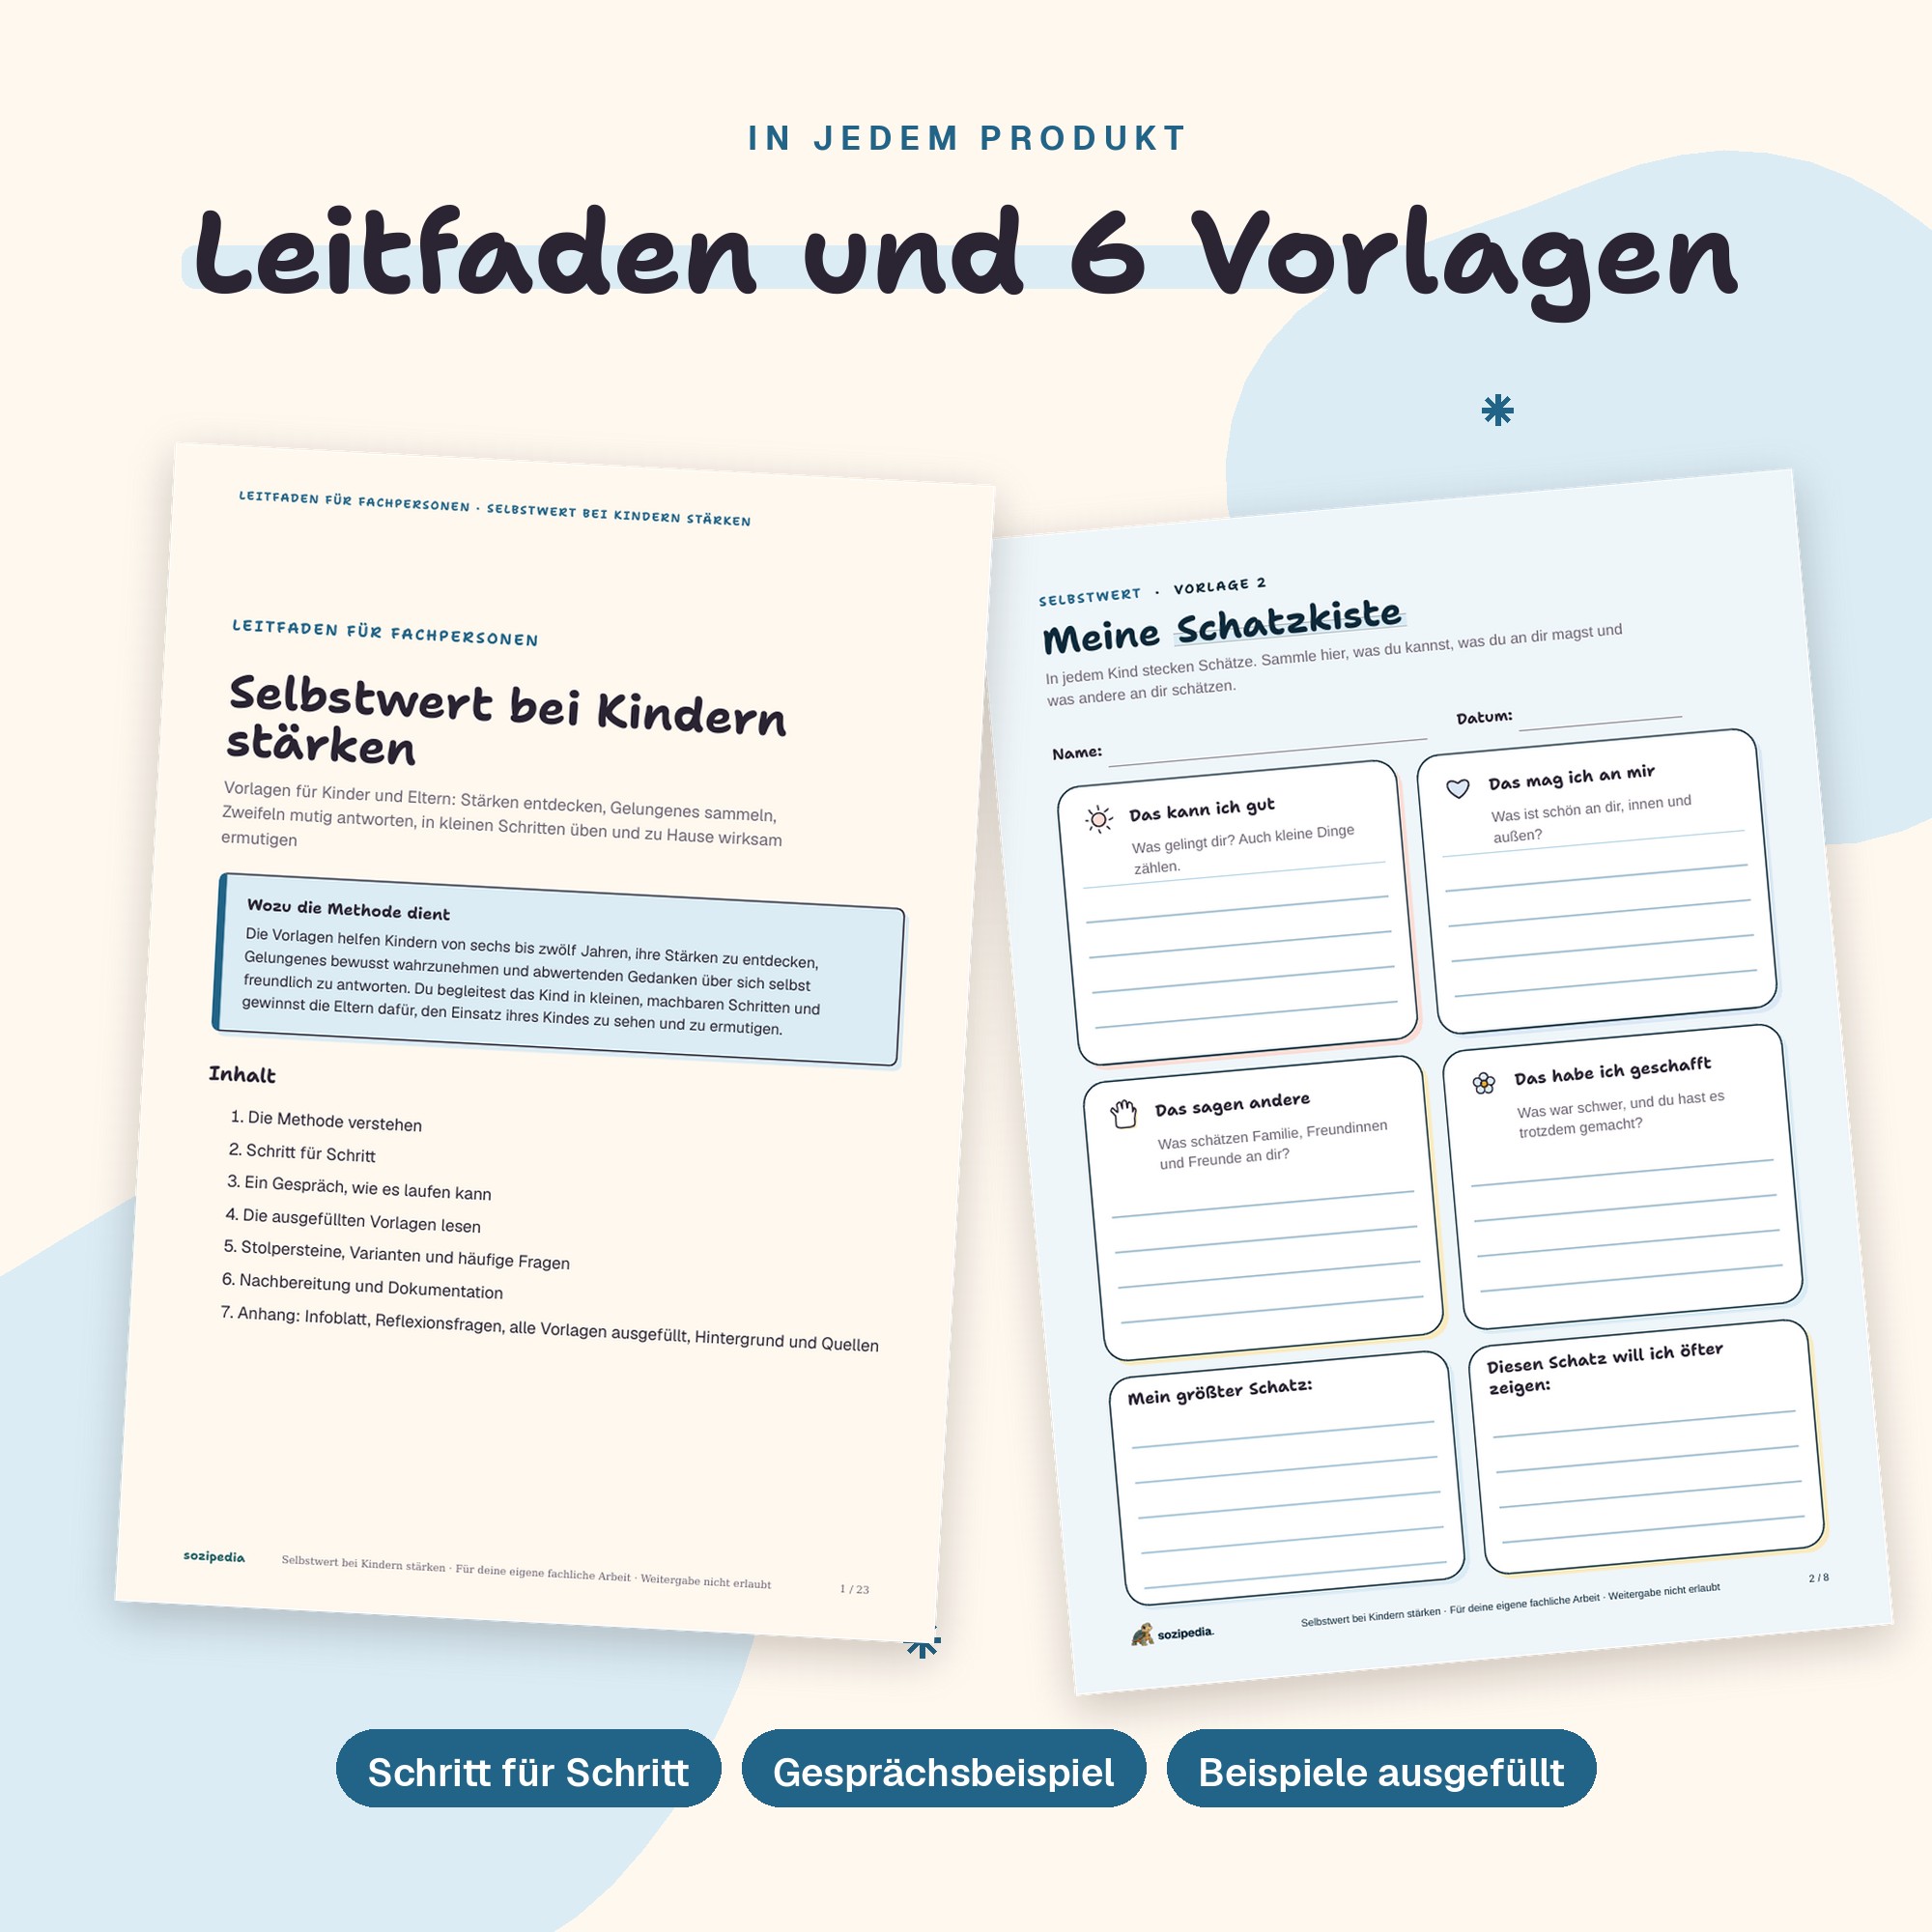 IN JEDEM PRODUKT
Leitfaden und 6 Vorlagen
LEITFADEN FÜR FACHPERSONEN · SELBSTWERT BEI KINDERN STÄRKEN
LEITFADEN FÜR FACHPERSONEN
Selbstwert bei Kindern
stärken
Vorlagen für Kinder und Eltern: Stärken entdecken, Gelungenes sammeln,
Zweifeln mutig antworten, in kleinen Schritten üben und zu Hause wirksam
ermutigen
Wozu die Methode dient
Die Vorlagen helfen Kindern von sechs bis zwölf Jahren, ihre Stärken zu entdecken,
Gelungenes bewusst wahrzunehmen und abwertenden Gedanken über sich selbst
freundlich zu antworten. Du begleitest das Kind in kleinen, machbaren Schritten und
gewinnst die Eltern dafür, den Einsatz ihres Kindes zu sehen und zu ermutigen.
Inhalt
1. Die Methode verstehen
2. Schritt für Schritt
3. Ein Gespräch, wie es laufen kann
4. Die ausgefüllten Vorlagen lesen
5. Stolpersteine, Varianten und häufige Fragen
6. Nachbereitung und Dokumentation
7. Anhang: Infoblatt, Reflexionsfragen, alle Vorlagen ausgefüllt, Hintergrund und Quellen
sozipedia
Selbstwert bei Kindern stärken · Für deine eigene fachliche Arbeit · Weitergabe nicht erlaubt
1 / 23
SELBSTWERT · VORLAGE 2
Meine Schatzkiste
In jedem Kind stecken Schätze. Sammle hier, was du kannst, was du an dir magst und
was andere an dir schätzen.
Name:
Datum:
Das kann ich gut
Was gelingt dir? Auch kleine Dinge
zählen.
Das mag ich an mir
Was ist schön an dir, innen und
außen?
Das sagen andere
Was schätzen Familie, Freundinnen
und Freunde an dir?
Das habe ich geschafft
Was war schwer, und du hast es
trotzdem gemacht?
Mein größter Schatz:
Diesen Schatz will ich öfter
zeigen:
sozipedia.
Selbstwert bei Kindern stärken · Für deine eigene fachliche Arbeit · Weitergabe nicht erlaubt
2 / 8
Schritt für Schritt
Gesprächsbeispiel
Beispiele ausgefüllt